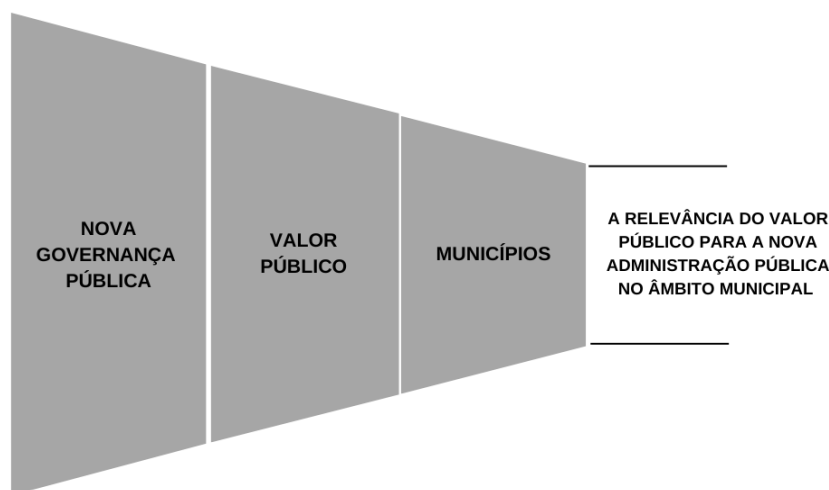 NOVA
GOVERNANÇA
PÚBLICA
VALOR
PÚBLICO
MUNICÍPIOS
A RELEVÂNCIA DO VALOR
PÚBLICO PARA A NOVA
ADMINISTRAÇÃO PÚBLICA
NO ÂMBITO MUNICIPAL